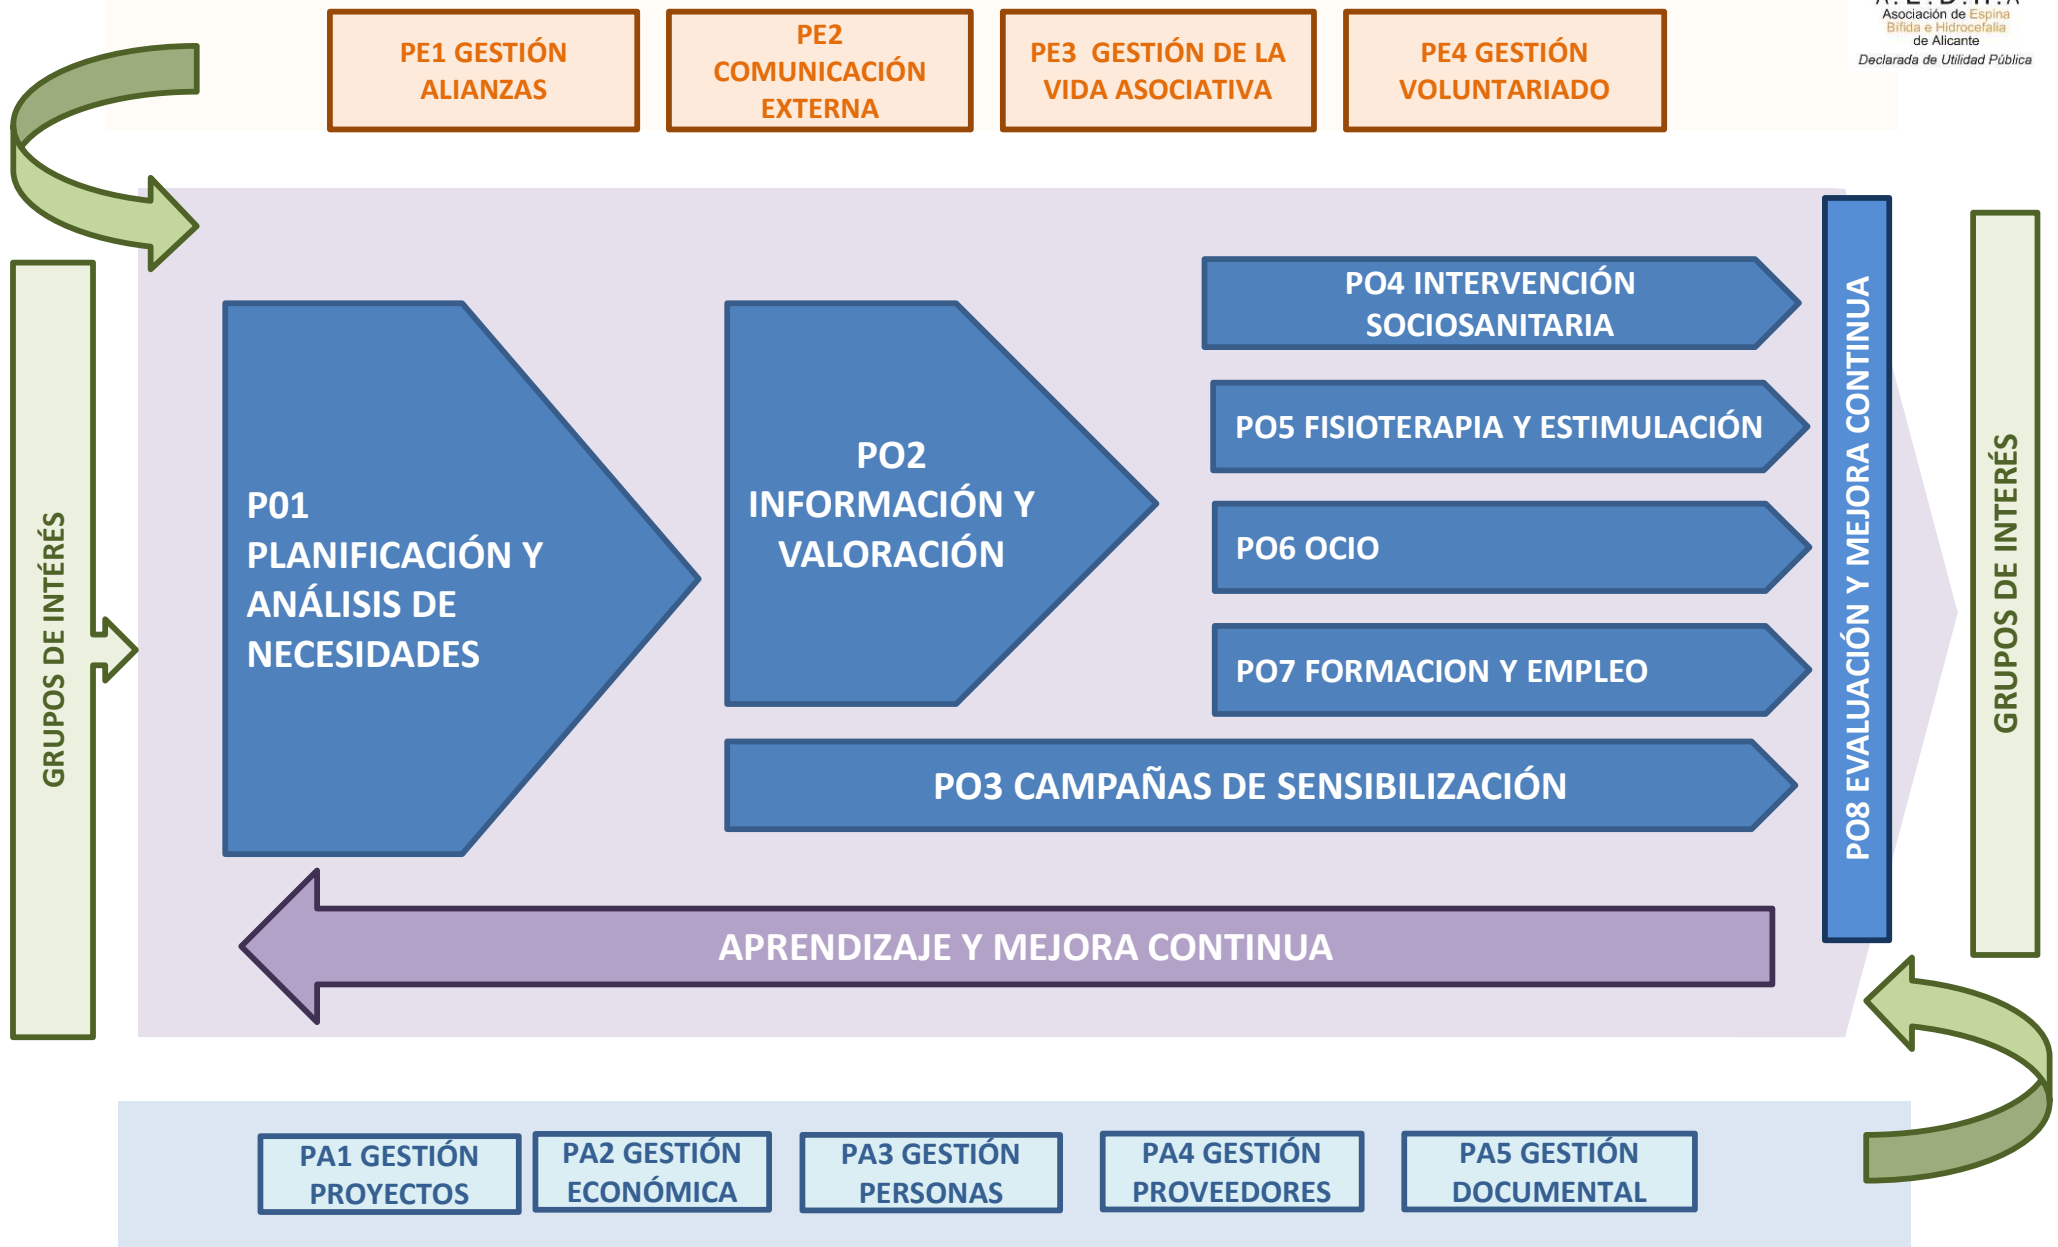 PE1 GESTIÓN
ALIANZAS
PE2
COMUNICACIÓN
EXTERNA
PE3 GESTIÓN DE LA
VIDA ASOCIATIVA
PE4 GESTIÓN
VOLUNTARIADO
Asociación de Espina
Bífida e Hidrocefalia
de Alicante
Declarada de Utilidad Pública
GRUPOS DE INTÉRÉS
P01
PLANIFICACIÓN Y
ANÁLISIS DE
NECESIDADES
PO2
INFORMACIÓN Y
VALORACIÓN
PO4 INTERVENCIÓN
SOCIOSANITARIA
PO5 FISIOTERAPIA Y ESTIMULACIÓN
PO6 OCIO
PO7 FORMACION Y EMPLEO
PO3 CAMPAÑAS DE SENSIBILIZACIÓN
PO8 EVALUACIÓN Y MEJORA CONTINUA
GRUPOS DE INTERÉS
APRENDIZAJE Y MEJORA CONTINUA
PA1 GESTIÓN
PROYECTOS
PA2 GESTIÓN
ECONÓMICA
PA3 GESTIÓN
PERSONAS
PA4 GESTIÓN
PROVEEDORES
PA5 GESTIÓN
DOCUMENTAL